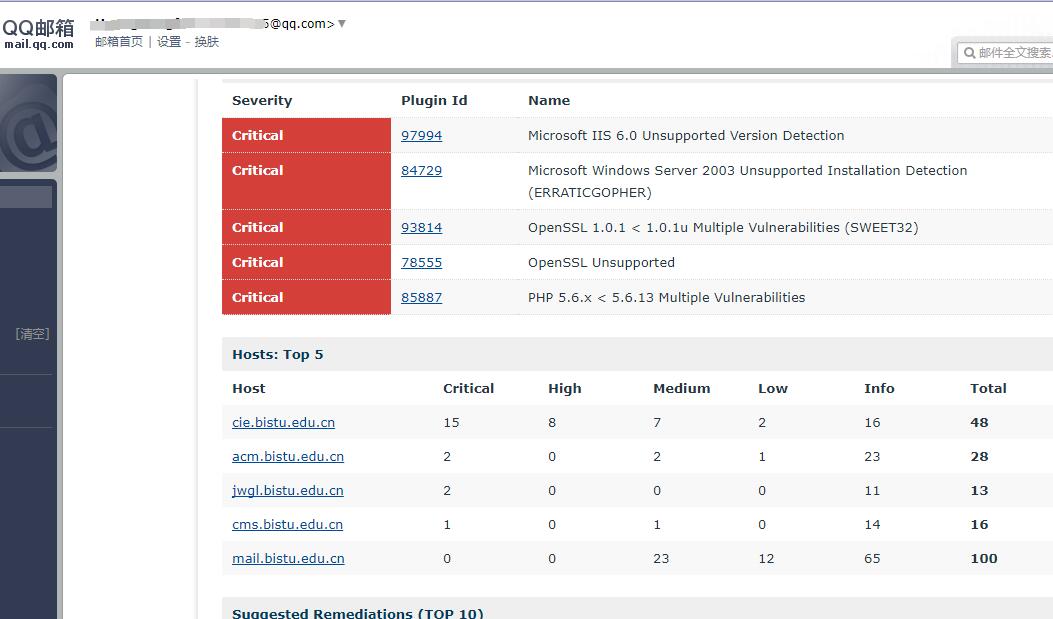 QQ邮箱
mail.qq.com
5@qq.com>
邮箱首页 | 设置 - 换肤
邮件全文搜索
[清空]
Severity Plugin Id Name
Critical 97994 Microsoft IIS 6.0 Unsupported Version Detection
Critical 84729 Microsoft Windows Server 2003 Unsupported Installation Detection
(ERRATICGOPHER)
Critical 93814 OpenSSL 1.0.1 < 1.0.1u Multiple Vulnerabilities (SWEET32)
Critical 78555 OpenSSL Unsupported
Critical 85887 PHP 5.6.x < 5.6.13 Multiple Vulnerabilities
Hosts: Top 5
Host Critical High Medium Low Info Total
cie.bistu.edu.cn 15 8 7 2 16 48
acm.bistu.edu.cn 2 0 2 1 23 28
jwgl.bistu.edu.cn 2 0 0 0 11 13
cms.bistu.edu.cn 1 0 1 0 14 16
mail.bistu.edu.cn 0 0 23 12 65 100
Suggested Remediations (TOP 10)